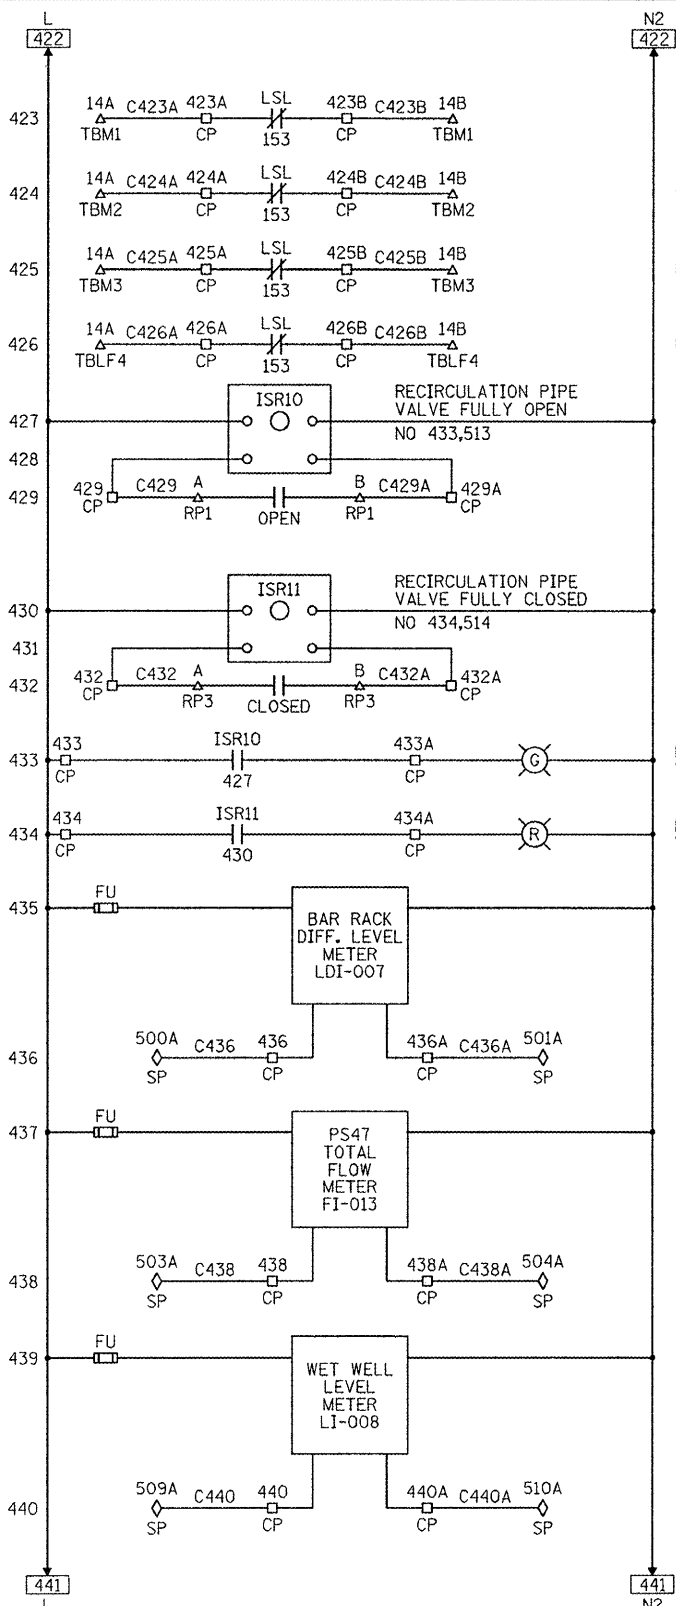 L N2
422 422
14A C423A 423A LSL 423B C423B 14B
423
TBM1 CP 153 CP TBM1
14A C424A 424A LSL 424B C424B 14B
424
TBM2 CP 153 CP TBM2
14A C425A 425A LSL 425B C425B 14B
425
TBM3 CP 153 CP TBM3
14A C426A 426A LSL 426B C426B 14B
426
TBLF4 CP 153 CP TBLF4
ISR10 RECIRCULATION PIPE
VALVE FULLY OPEN
427
NO 433,513
428
429 C429 A B C429A 429A
429
CP RP1 OPEN RP1 CP
ISR11 RECIRCULATION PIPE
VALVE FULLY CLOSED
430
NO 434,514
431
432 C432 A B C432A 432A
432
CP RP3 CLOSED RP3 CP
433 ISR10 433A
433 G
CP 427 CP
434 ISR11 434A
434 R
CP 430 CP
FU
435
BAR RACK
DIFF. LEVEL
METER
LDI-007
500A C436 436 436A C436A 501A
436
SP CP CP SP
FU
437
PS47
TOTAL
FLOW
METER
FI-013
503A C438 438 438A C438A 504A
438
SP CP CP SP
FU
439
WET WELL
LEVEL
METER
LI-008
509A C440 440 440A C440A 510A
440
SP CP CP SP
441 441
L N2